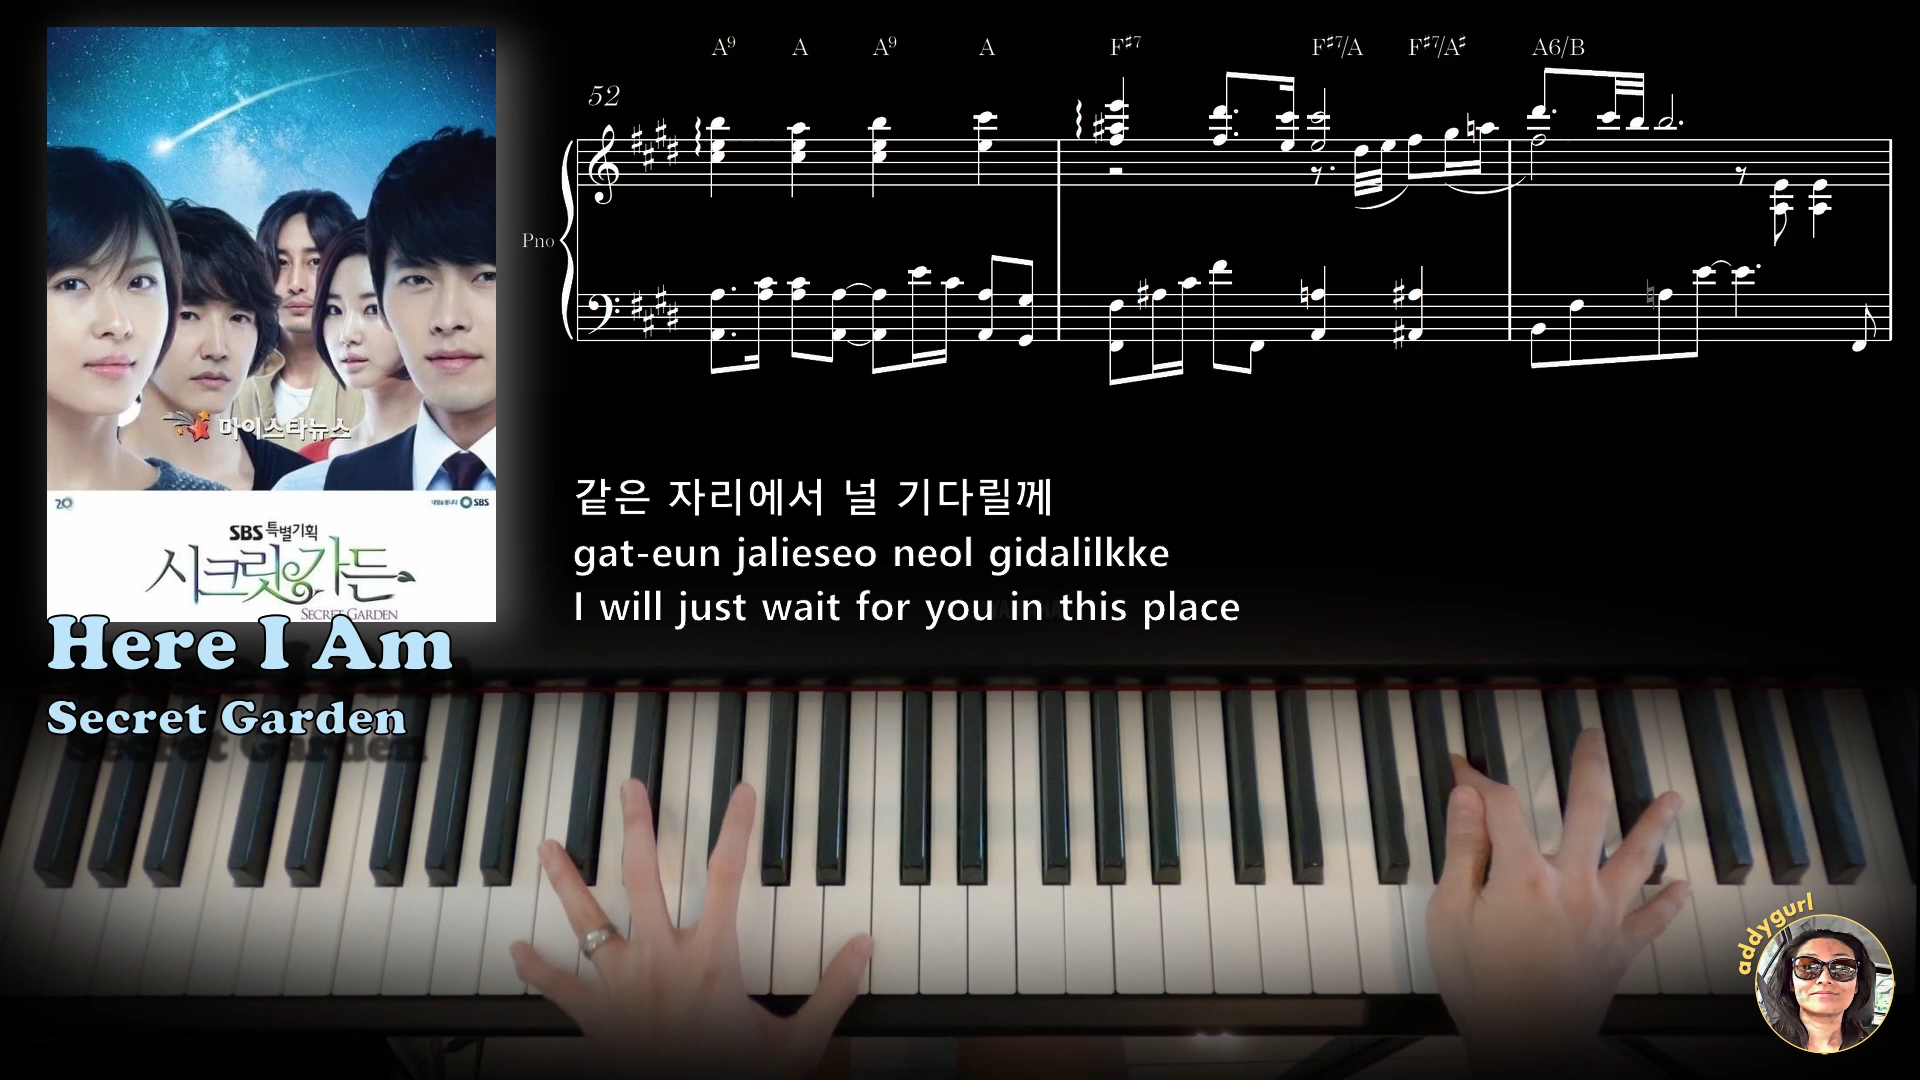 A9 A A9 A F♯7 F♯7/A F♯7/A♯ A6/B
52
Pno
마이스타뉴스
20
SBS
SBS 특별기획
시크릿가든
SECRET GARDEN
Here I Am
Secret Garden
같은 자리에서 널 기다릴께
gat-eun jalieseo neol gidalilkke
I will just wait for you in this place
addygurl